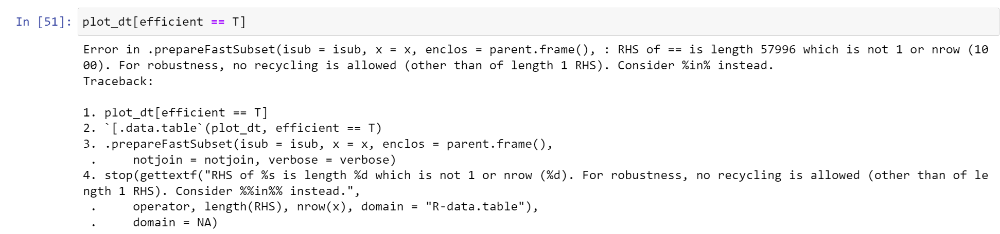 In [51]: plot_dt[efficient == T]
Error in .prepareFastSubset(isub = isub, x = x, enclos = parent.frame(), : RHS of == is length 57996 which is not 1 or nrow (10
00). For robustness, no recycling is allowed (other than of length 1 RHS). Consider %in% instead.
Traceback:
1. plot_dt[efficient == T]
2. `[.data.table`(plot_dt, efficient == T)
3. .prepareFastSubset(isub = isub, x = x, enclos = parent.frame(),
.     notjoin = notjoin, verbose = verbose)
4. stop(gettextf("RHS of %s is length %d which is not 1 or nrow (%d). For robustness, no recycling is allowed (other than of le
ngth 1 RHS). Consider %%in%% instead.",
.     operator, length(RHS), nrow(x), domain = "R-data.table"),
.     domain = NA)